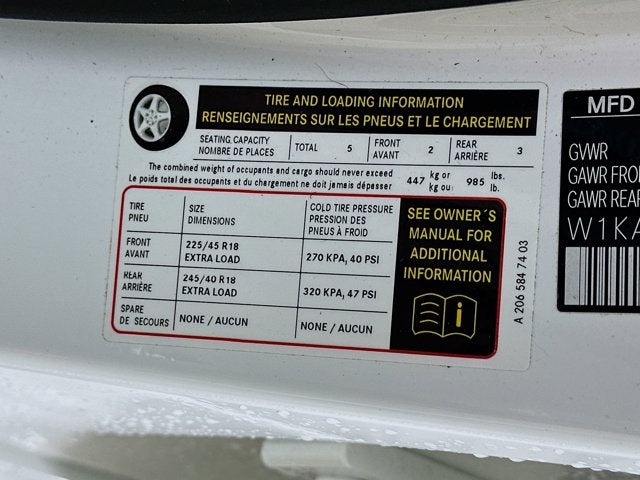 TIRE AND LOADING INFORMATION
RENSEIGNEMENTS SUR LES PNEUS ET LE CHARGEMENT
SEATING CAPACITY
NOMBRE DE PLACES
TOTAL 5
FRONT
AVANT
2
REAR
ARRIÈRE
3
The combined weight of occupants and cargo should never exceed
Le poids total des occupants et du chargement ne doit jamais dépasser
447
kg or
kg ou
985
lbs.
lb.
TIRE
PNEU
SIZE
DIMENSIONS
COLD TIRE PRESSURE
PRESSION DES
PNEUS À FROID
FRONT
AVANT
225/45 R18
EXTRA LOAD
270 KPA, 40 PSI
REAR
ARRIÈRE
245/40 R18
EXTRA LOAD
320 KPA, 47 PSI
SPARE
DE SECOURS
NONE / AUCUN
NONE / AUCUN
SEE OWNER´S
MANUAL FOR
ADDITIONAL
INFORMATION
i
A 206 584 74 03
MFD
GVWR
GAWR FRO
GAWR REAR
W1KA